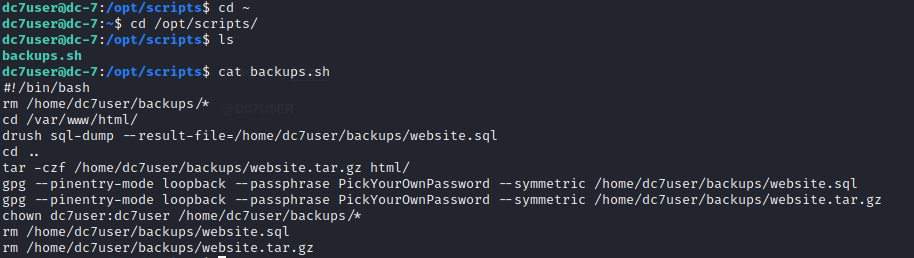 dc7user@dc-7:/opt/scripts$ cd ~
dc7user@dc-7:~$ cd /opt/scripts/
dc7user@dc-7:/opt/scripts$ ls
backups.sh
dc7user@dc-7:/opt/scripts$ cat backups.sh
#!/bin/bash
rm /home/dc7user/backups/*
@DC7USER
cd /var/www/html/
drush sql-dump --result-file=/home/dc7user/backups/website.sql
cd ..
tar -czf /home/dc7user/backups/website.tar.gz html/
gpg --pinentry-mode loopback --passphrase PickYourOwnPassword --symmetric /home/dc7user/backups/website.sql
gpg --pinentry-mode loopback --passphrase PickYourOwnPassword --symmetric /home/dc7user/backups/website.tar.gz
chown dc7user:dc7user /home/dc7user/backups/*
rm /home/dc7user/backups/website.sql
rm /home/dc7user/backups/website.tar.gz